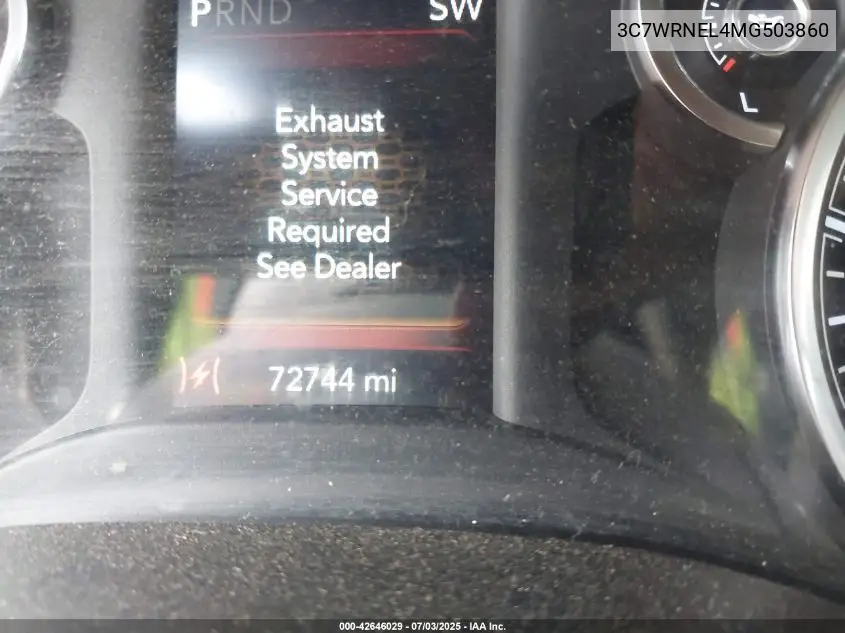 PRND SW
3C7WRNEL4MG503860
L
Exhaust
System
Service
Required
See Dealer
72744 mi
000-42646029 - 07/03/2025 - IAA Inc.